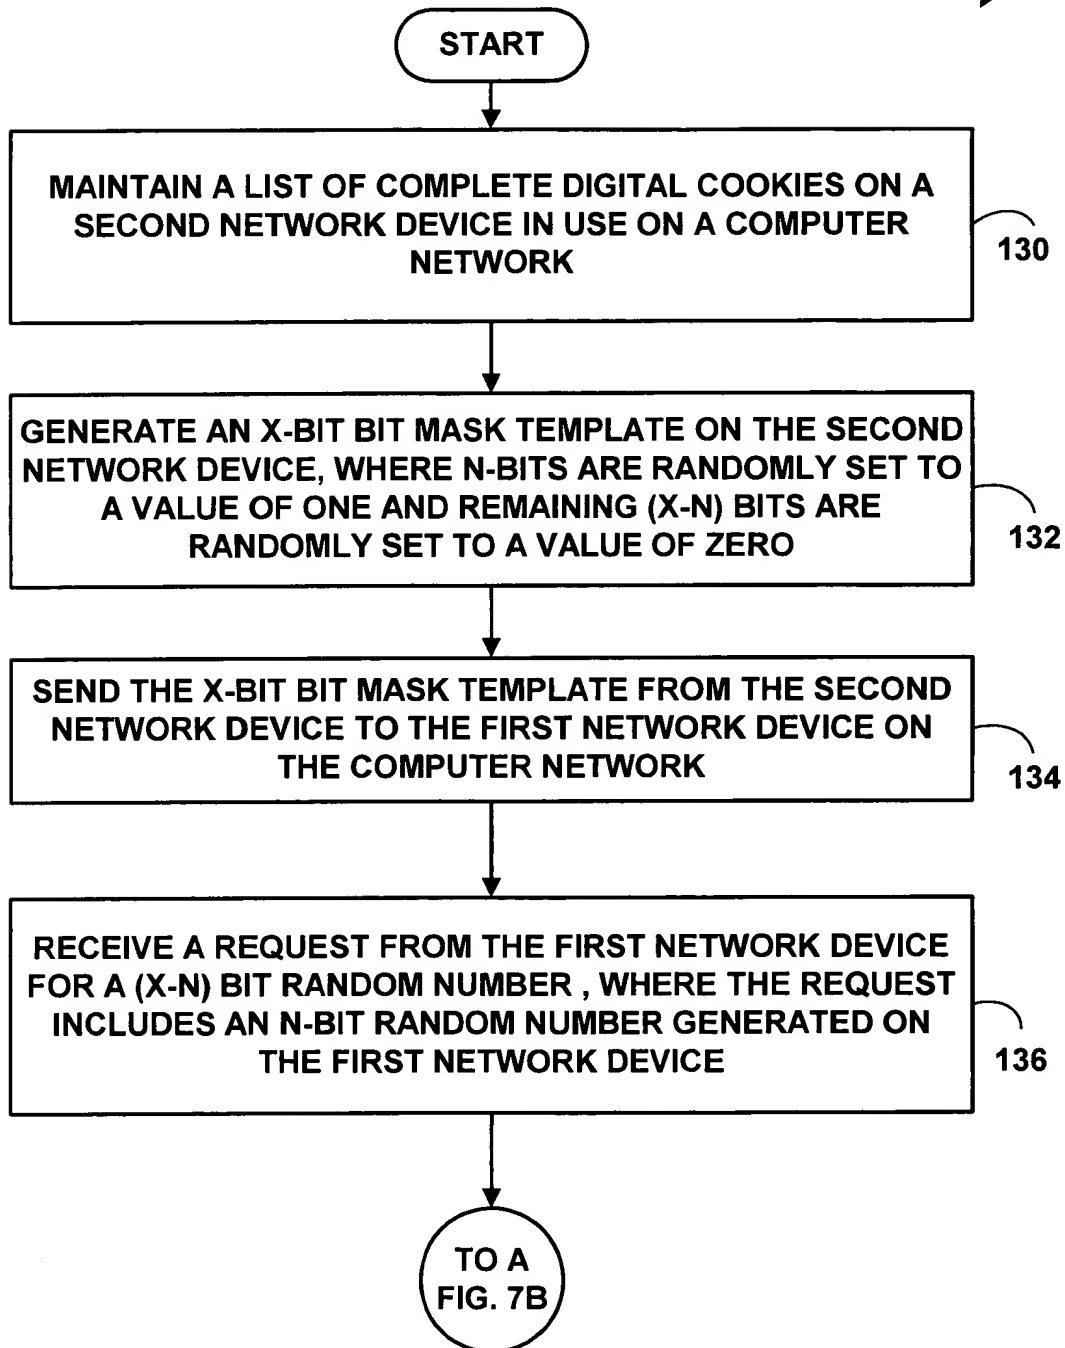 START
MAINTAIN A LIST OF COMPLETE DIGITAL COOKIES ON A
SECOND NETWORK DEVICE IN USE ON A COMPUTER
NETWORK
130
GENERATE AN X-BIT BIT MASK TEMPLATE ON THE SECOND
NETWORK DEVICE, WHERE N-BITS ARE RANDOMLY SET TO
A VALUE OF ONE AND REMAINING (X-N) BITS ARE
RANDOMLY SET TO A VALUE OF ZERO
132
SEND THE X-BIT BIT MASK TEMPLATE FROM THE SECOND
NETWORK DEVICE TO THE FIRST NETWORK DEVICE ON
THE COMPUTER NETWORK
134
RECEIVE A REQUEST FROM THE FIRST NETWORK DEVICE
FOR A (X-N) BIT RANDOM NUMBER , WHERE THE REQUEST
INCLUDES AN N-BIT RANDOM NUMBER GENERATED ON
THE FIRST NETWORK DEVICE
136
TO A
FIG. 7B